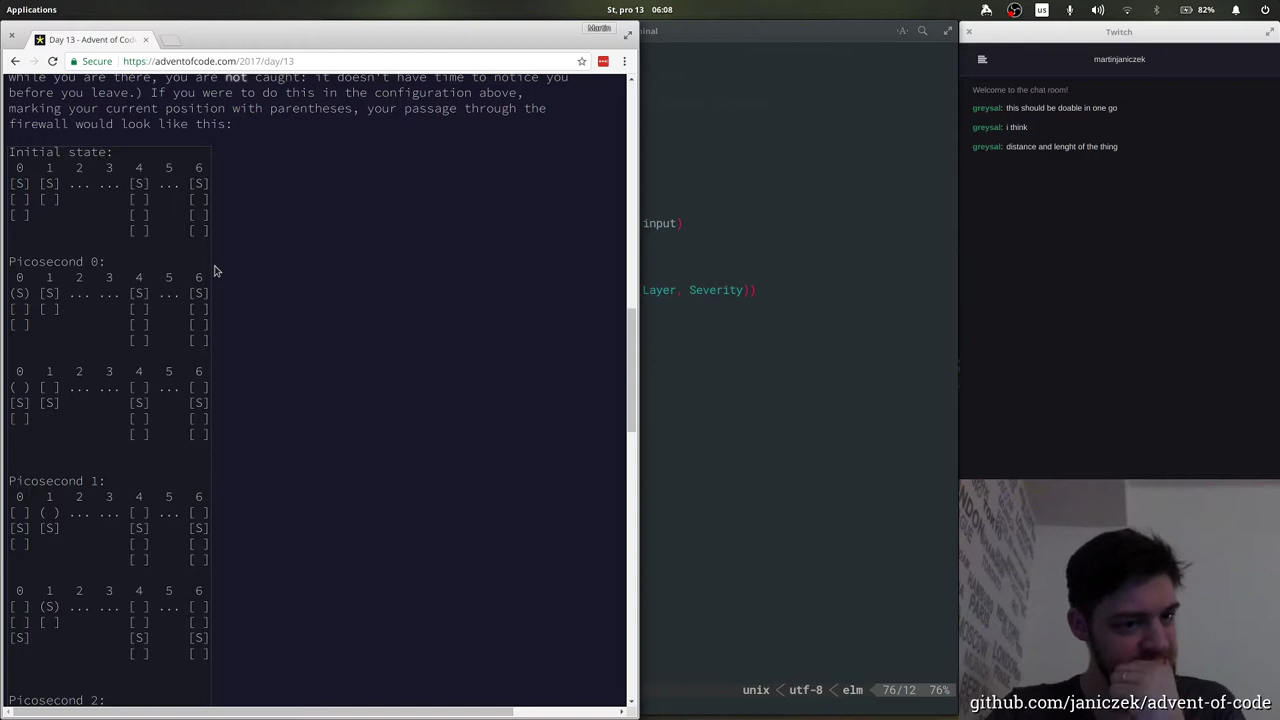 Applications
St, pro 13 06:08
us
82%
Day 13 - Advent of Cod
Martin
Secure https://adventofcode.com/2017/day/13
while you are there, you are not caught: it doesn't have time to notice you
before you leave.) If you were to do this in the configuration above,
marking your current position with parentheses, your passage through the
firewall would look like this:
Initial state:
0 1 2 3 4 5 6
[S] [S] ... ... [S] ... [S]
[ ] [ ] [ ] [ ]
[ ] [ ] [ ]
[ ] [ ]
Picosecond 0:
0 1 2 3 4 5 6
(S) [S] ... ... [S] ... [S]
[ ] [ ] [ ] [ ]
[ ] [ ] [ ]
[ ] [ ]
0 1 2 3 4 5 6
( ) [ ] ... ... [ ] ... [ ]
[S] [S] [S] [S]
[ ] [ ] [ ]
[ ] [ ]
Picosecond 1:
0 1 2 3 4 5 6
[ ] ( ) ... ... [ ] ... [ ]
[S] [S] [S] [S]
[ ] [ ] [ ]
[ ] [ ]
0 1 2 3 4 5 6
[ ] (S) ... ... [ ] ... [ ]
[ ] [ ] [ ] [ ]
[S] [S] [S]
[ ] [ ]
Picosecond 2:
minal
-A-
input)
Layer, Severity))
unix < utf-8 < elm 76/12 76%
Twitch
martinjaniczek
Welcome to the chat room!
greysal: this should be doable in one go
greysal: i think
greysal: distance and lenght of the thing
github.com/janiczek/advent-of-code